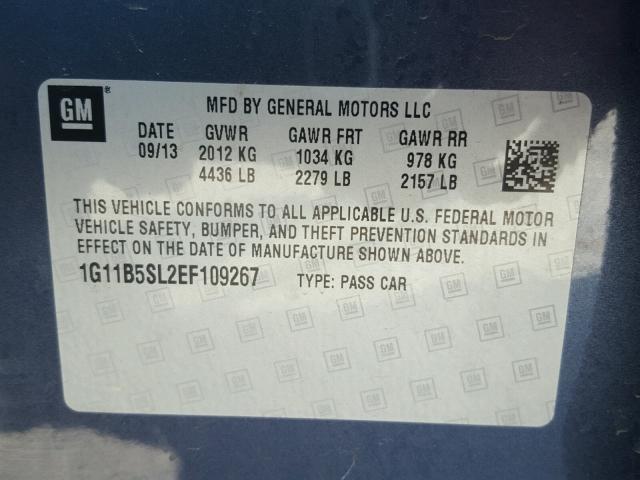 GM ®
MFD BY GENERAL MOTORS LLC
DATE GVWR GAWR FRT GAWR RR
09/13 2012 KG 1034 KG 978 KG
4436 LB 2279 LB 2157 LB
THIS VEHICLE CONFORMS TO ALL APPLICABLE U.S. FEDERAL MOTOR
VEHICLE SAFETY, BUMPER, AND THEFT PREVENTION STANDARDS IN
EFFECT ON THE DATE OF MANUFACTURE SHOWN ABOVE.
1G11B5SL2EF109267 TYPE: PASS CAR